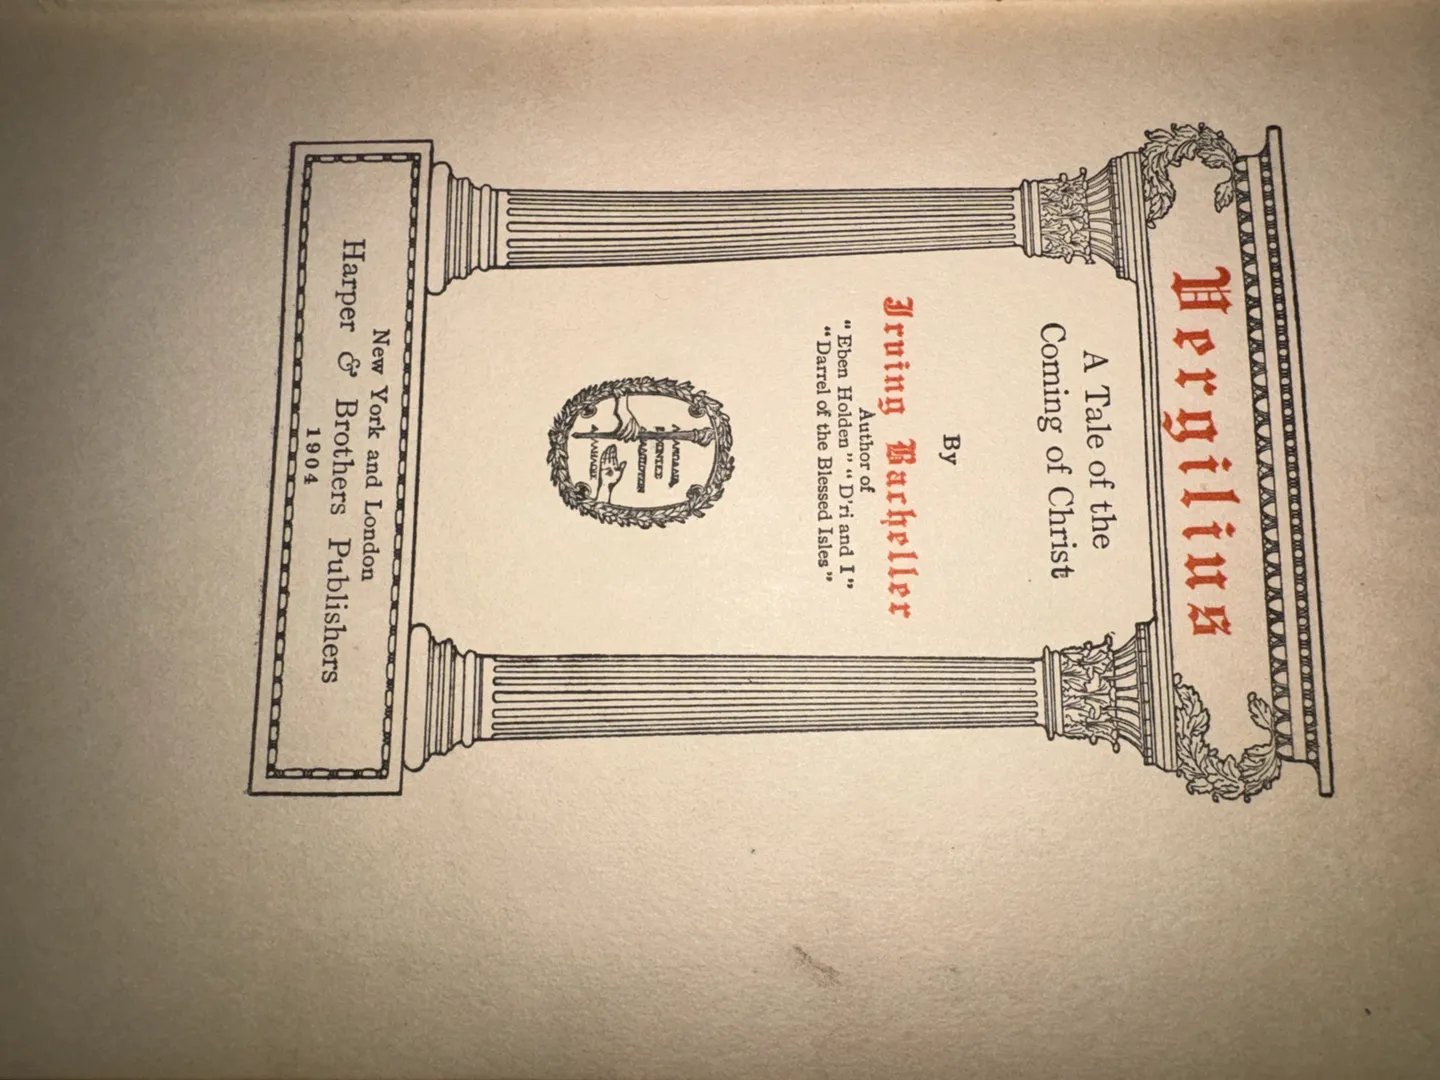 Vergilius
A Tale of the
Coming of Christ
By
Irving Bacheller
Author of
"Eben Holden" "D'ri and I"
"Darrel of the Blessed Isles"
New York and London
Harper & Brothers Publishers
1904